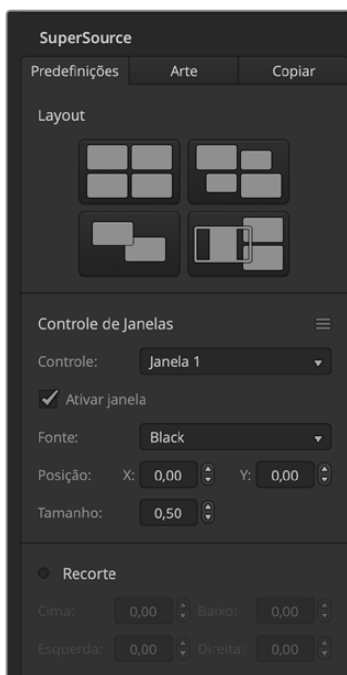 SuperSource
Predefinições Arte Copiar
Layout
Controle de Janelas
Controle: Janela 1
Ativar janela
Fonte: Black
Posição: X: 0,00 Y: 0,00
Tamanho: 0,50
Recorte
Cima: 0,00 Baixo: 0,00
Esquerda: 0,00 Direita: 0,00